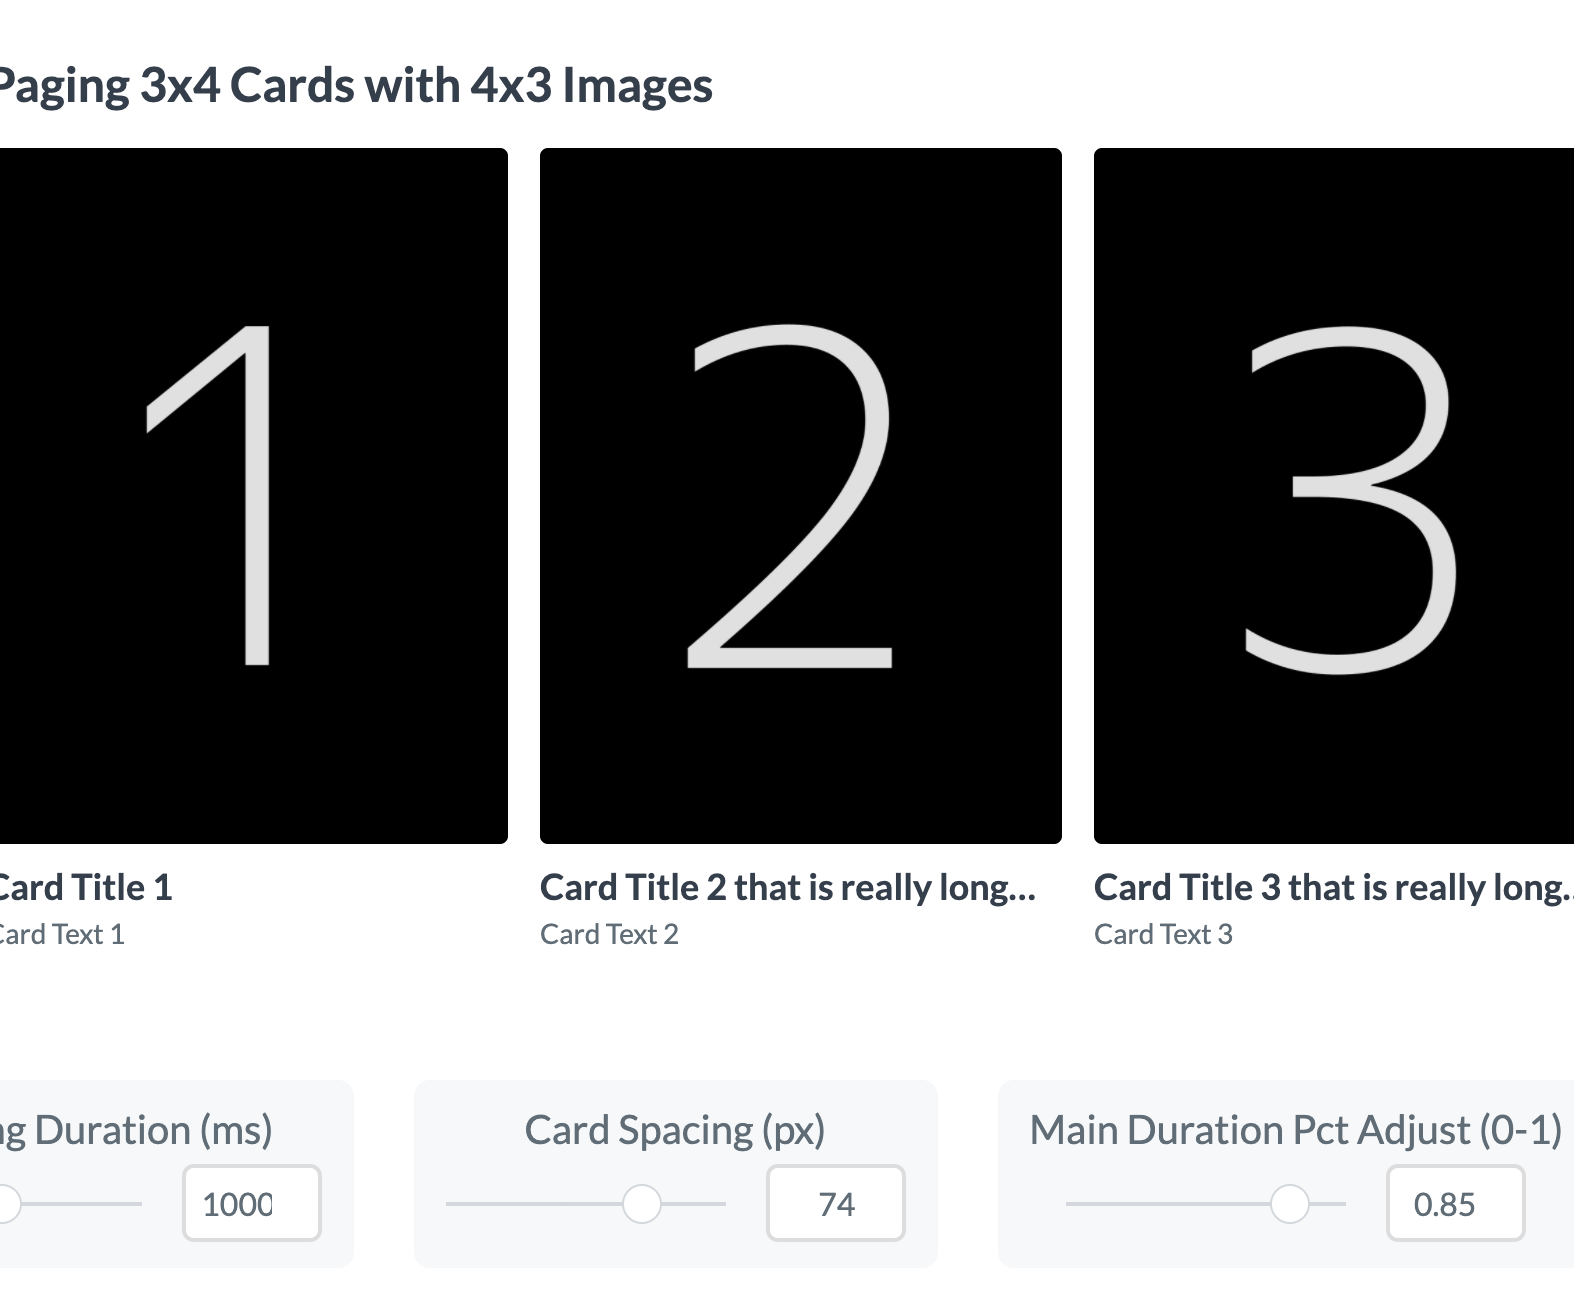 Paging 3x4 Cards with 4x3 Images
1
2
3
Card Title 1
Card Title 2 that is really long...
Card Title 3 that is really long.
Card Text 1
Card Text 2
Card Text 3
ng Duration (ms)
Card Spacing (px)
Main Duration Pct Adjust (0-1)
1000
74
0.85